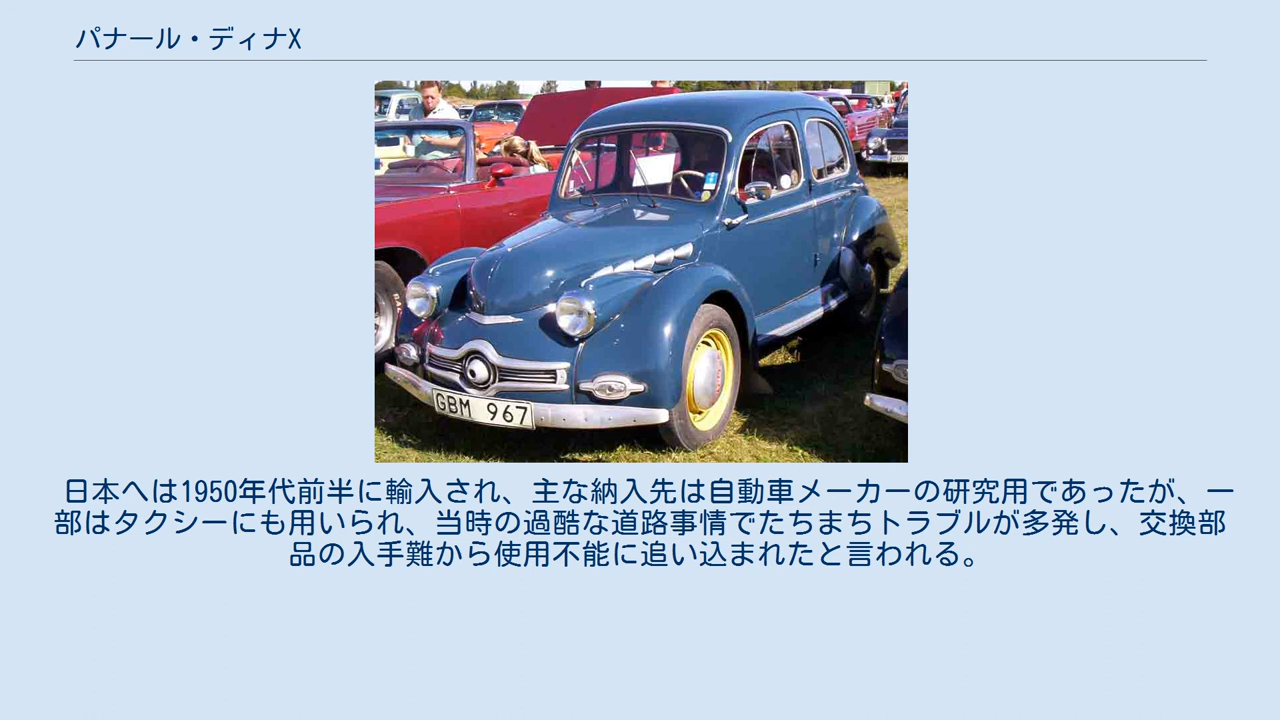 パナール・ディナX
GBM 967
日本へは1950年代前半に輸入され、主な納入先は自動車メーカーの研究用であったが、一
部はタクシーにも用いられ、当時の過酷な道路事情でたちまちトラブルが多発し、交換部
品の入手難から使用不能に追い込まれたと言われる。